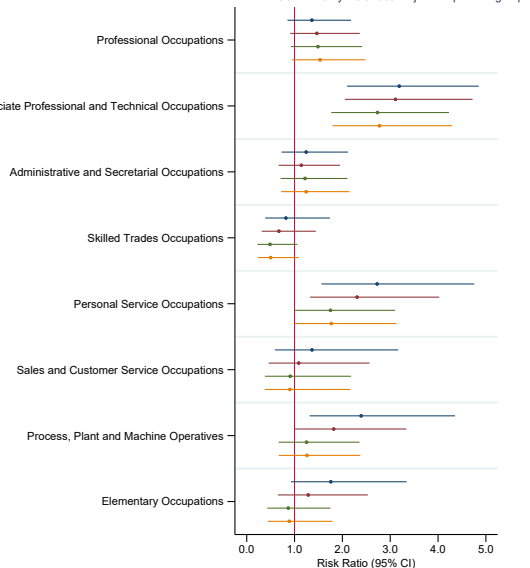 Professional Occupations
ciate Professional and Technical Occupations
Administrative and Secretarial Occupations
Skilled Trades Occupations
Personal Service Occupations
Sales and Customer Service Occupations
Process, Plant and Machine Operatives
Elementary Occupations
0.0 1.0 2.0 3.0 4.0 5.0
Risk Ratio (95% CI)